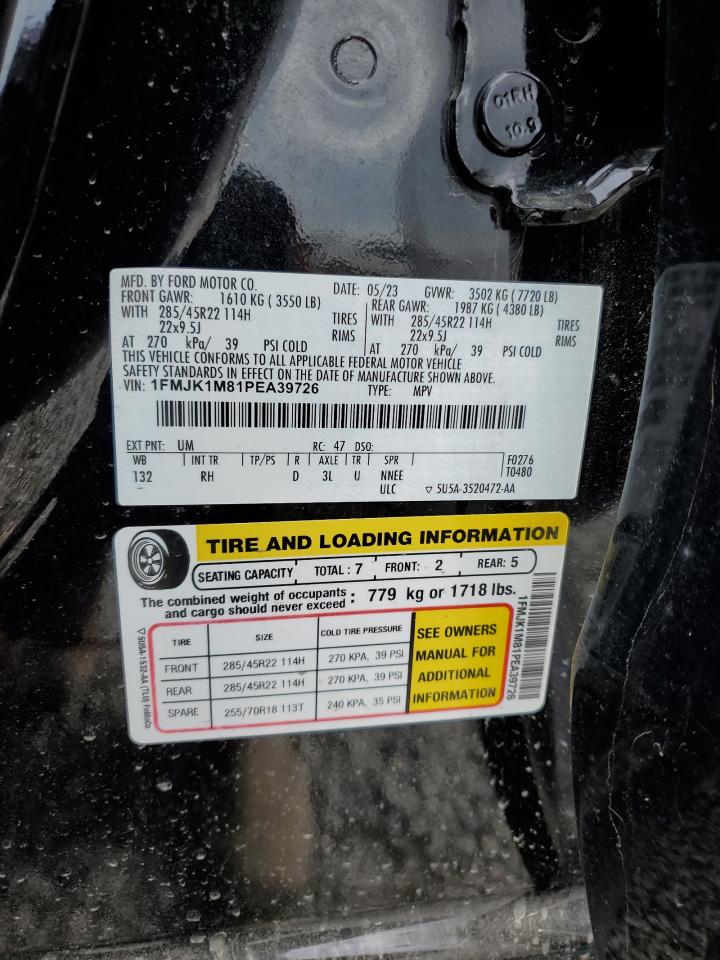 01RH
10.9
MFD. BY FORD MOTOR CO. DATE: 05/23 GVWR: 3502 KG ( 7720 LB)
FRONT GAWR: 1610 KG ( 3550 LB) REAR GAWR: 1987 KG ( 4380 LB)
WITH 285/45R22 114H TIRES WITH 285/45R22 114H TIRES
22x9.5J RIMS 22x9.5J RIMS
AT 270 kPa/ 39 PSI COLD AT 270 kPa/ 39 PSI COLD
THIS VEHICLE CONFORMS TO ALL APPLICABLE FEDERAL MOTOR VEHICLE
SAFETY STANDARDS IN EFFECT ON THE DATE OF MANUFACTURE SHOWN ABOVE.
VIN: 1FMJK1M81PEA39726 TYPE: MPV
EXT PNT: UM RC: 47 DSO:
WB INT TR TP/PS R AXLE TR SPR F0276
132 RH D 3L U NNEE T0480
ULC ▽ 5U5A-3520472-AA
TIRE AND LOADING INFORMATION
SEATING CAPACITY TOTAL : 7 FRONT: 2 REAR: 5
The combined weight of occupants and cargo should never exceed : 779 kg or 1718 lbs.
TIRE SIZE COLD TIRE PRESSURE
FRONT 285/45R22 114H 270 KPA, 39 PSI
REAR 285/45R22 114H 270 KPA, 39 PSI
SPARE 255/70R18 113T 240 KPA, 35 PSI
SEE OWNERS
MANUAL FOR
ADDITIONAL
INFORMATION
▽ 5U5A-1532-AA (TLU) FoMoCo
1FMJK1M81PEA39726